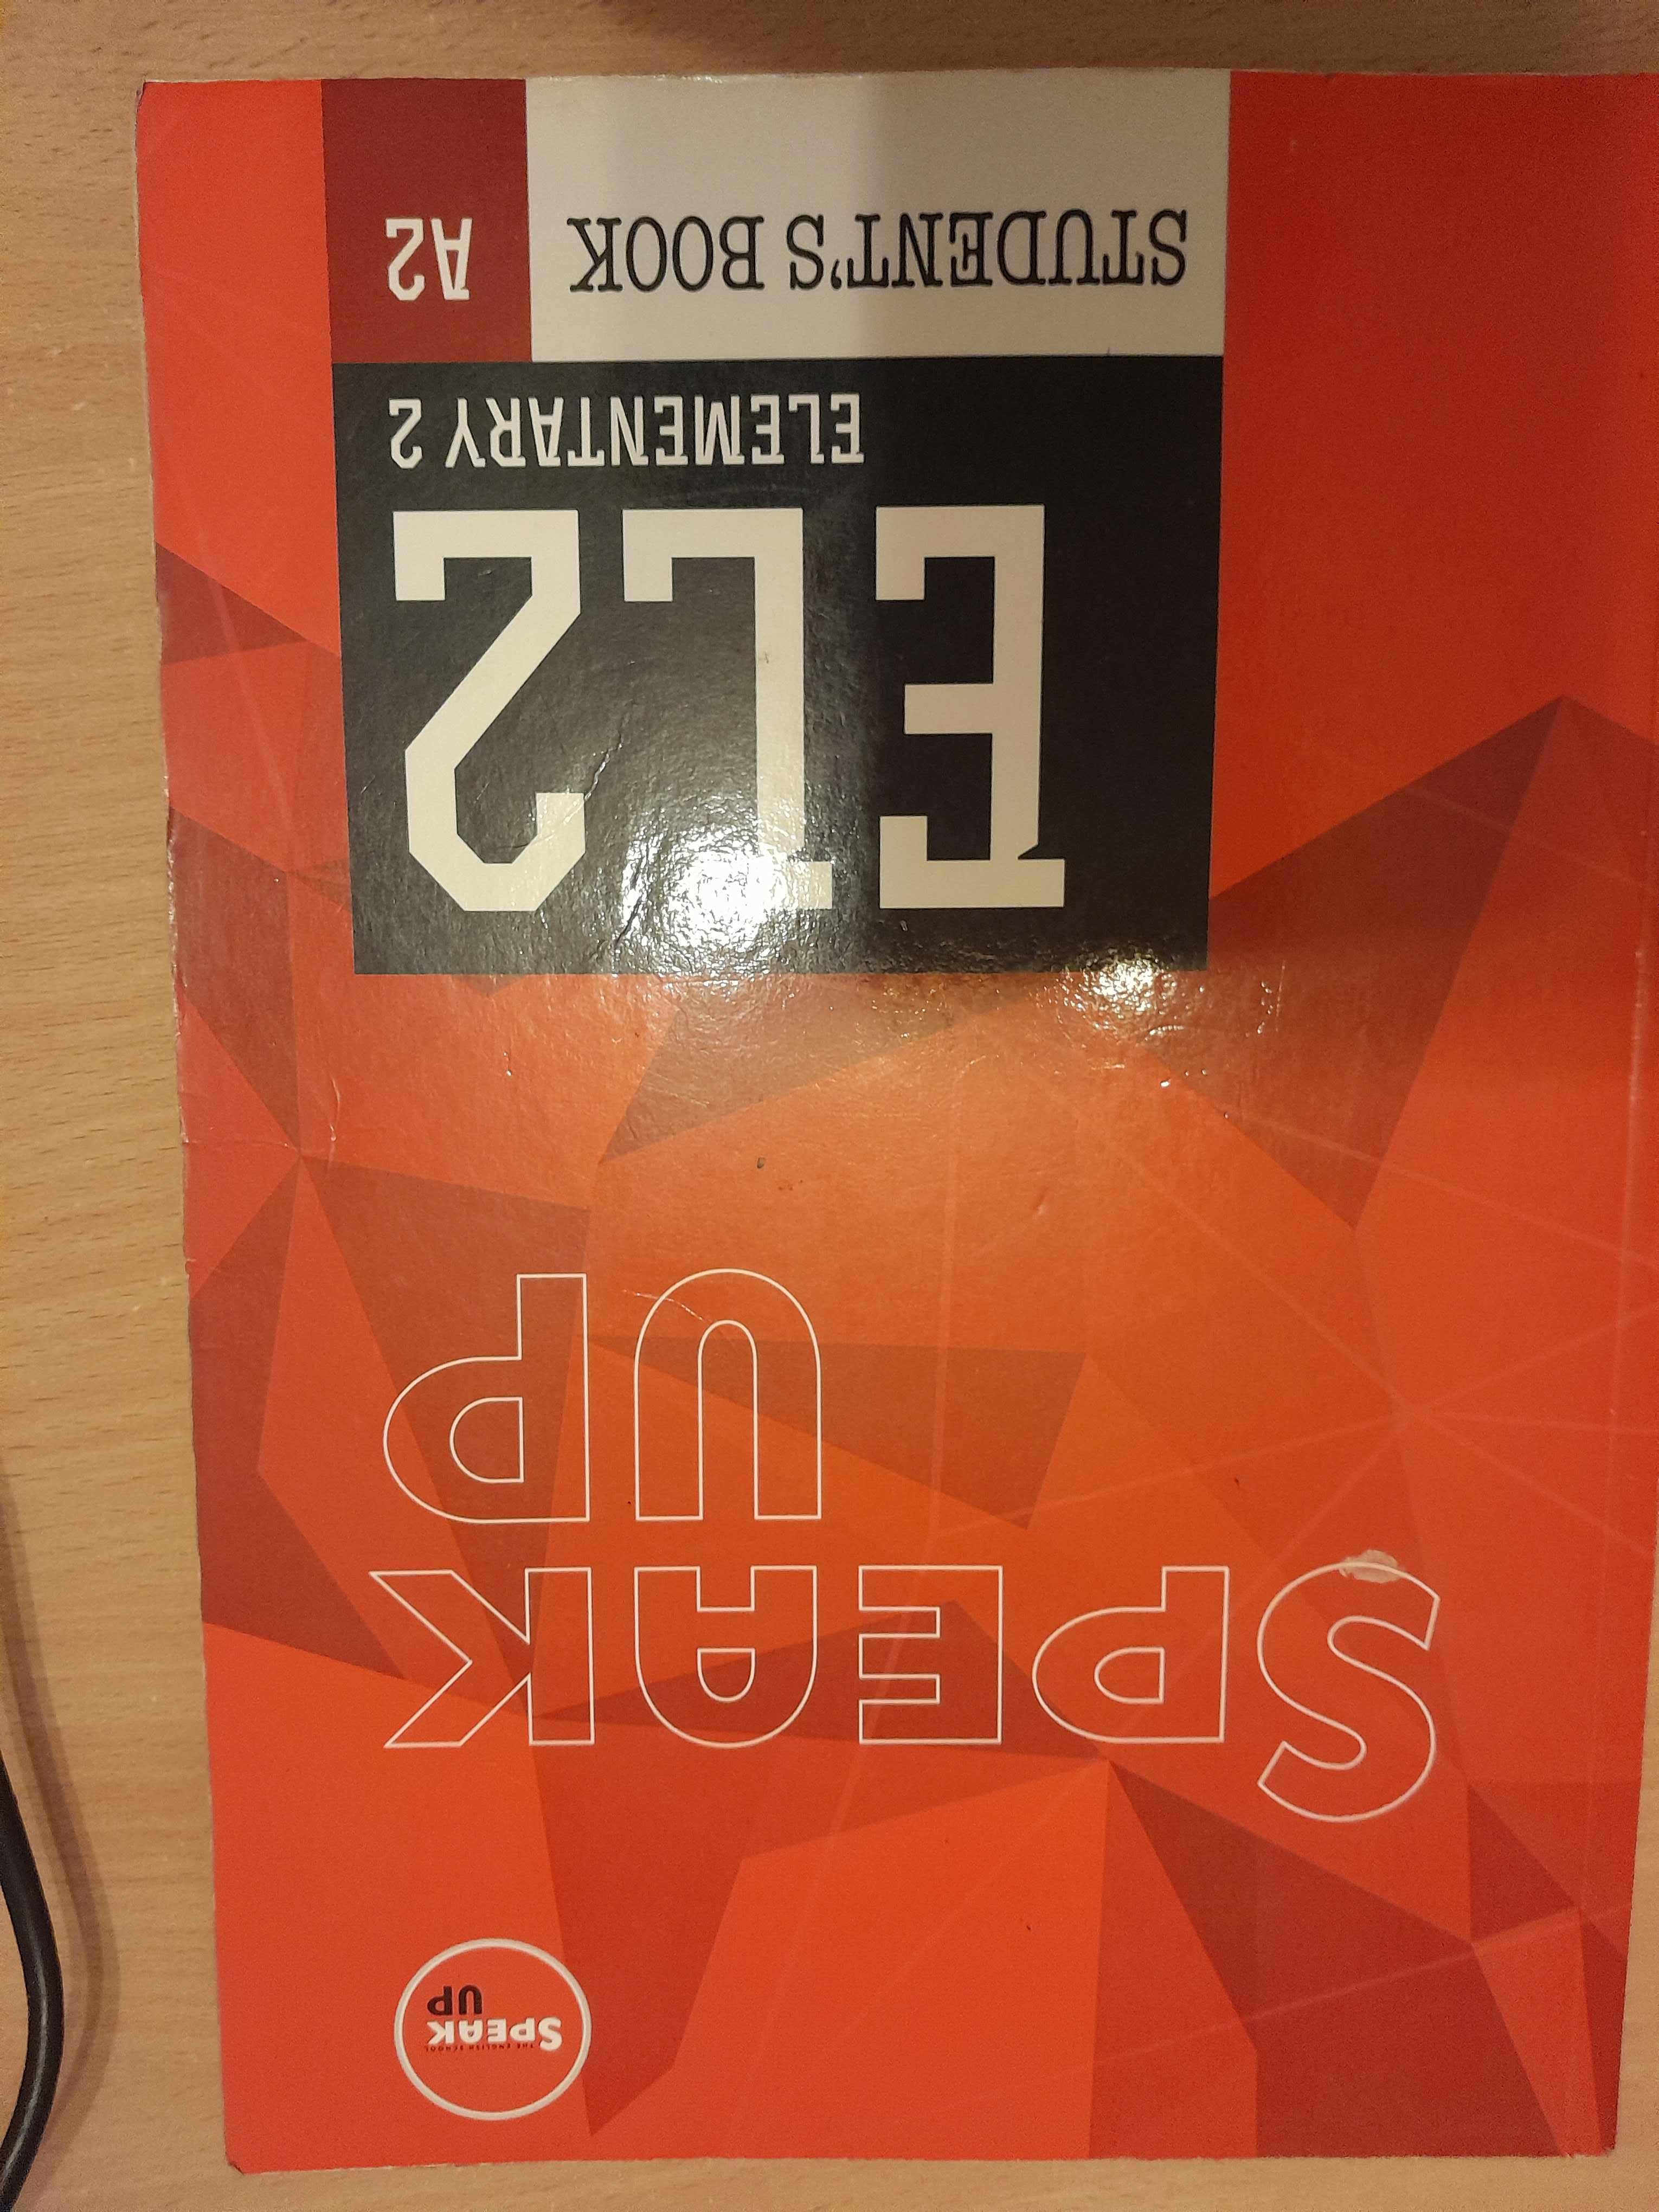 THE ENGLISH SCHOOL
SPEAK
UP
SPEAK
UP
EL2
ELEMENTARY 2
STUDENT'S BOOK
A2